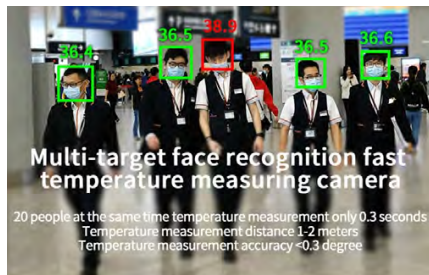 36.4
36.5
38.9
36.5
36.6
Multi-target face recognition fast
temperature measuring camera
20 people at the same time temperature measurement only 0.3 seconds
Temperature measurement distance 1-2 meters
Temperature measurement accuracy <0.3 degree